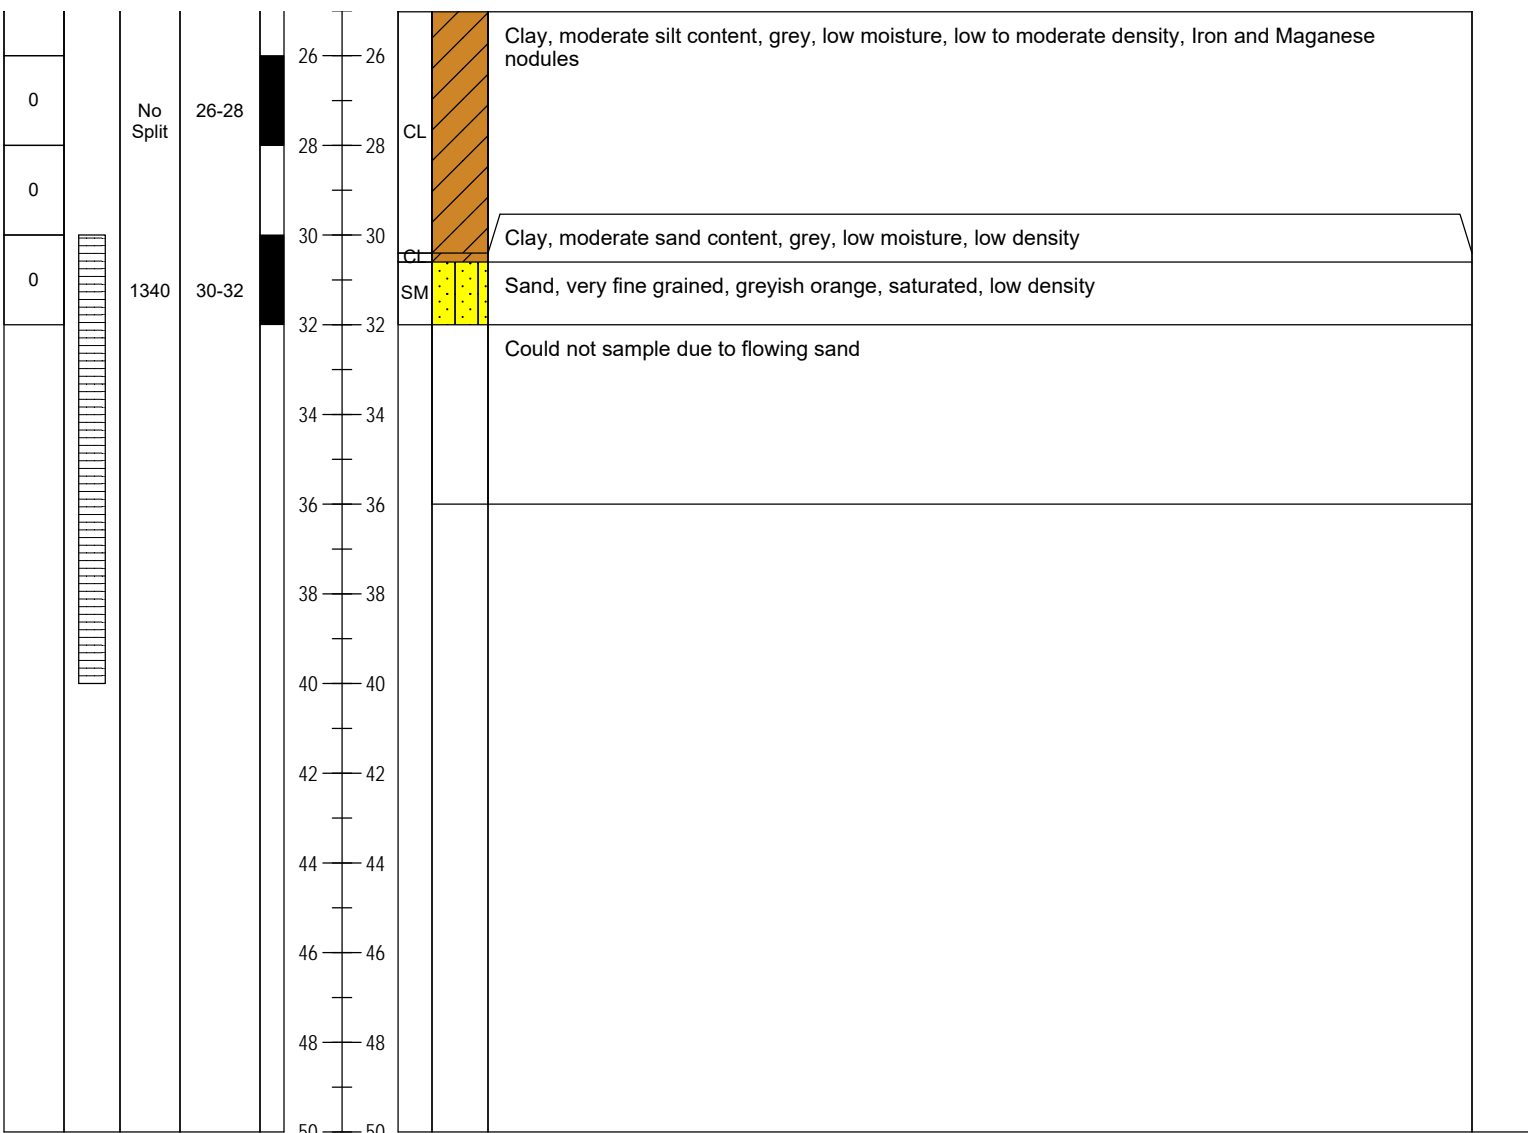 Clay, moderate silt content, grey, low moisture, low to moderate density, Iron and Maganese
nodules
26 26
0
No
Split
26-28
CL
28 28
0
30 30
Clay, moderate sand content, grey, low moisture, low density
CL
0
1340
30-32
SM
Sand, very fine grained, greyish orange, saturated, low density
32 32
Could not sample due to flowing sand
34 34
36 36
38 38
40 40
42 42
44 44
46 46
48 48
50 50